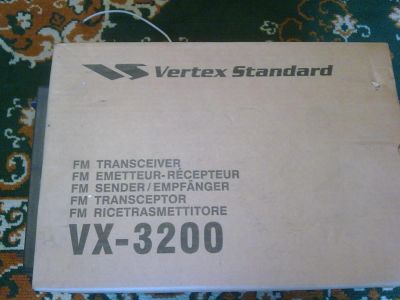 Vertex Standard
FM TRANSCEIVER
FM EMETTEUR-RÉCEPTEUR
FM SENDER/EMPFÄNGER
FM TRANSCEPTOR
FM RICETRASMETTITORE
VX-3200